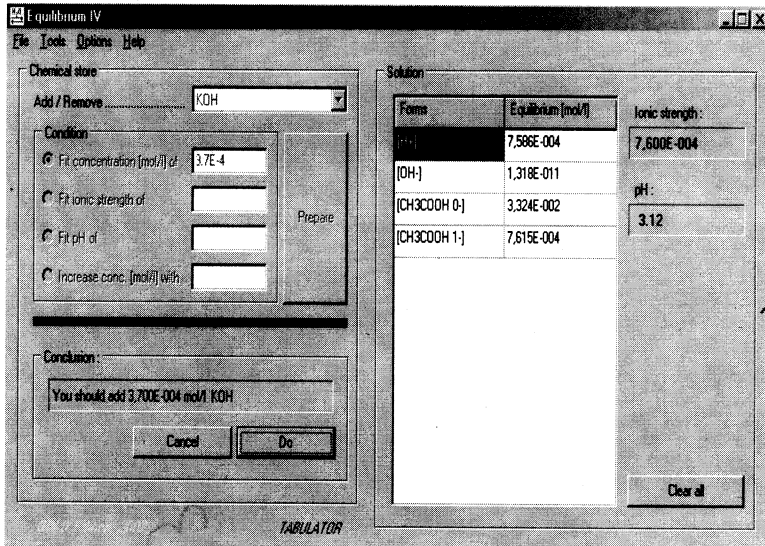 Equilibrium IV
File Tools Options Help
Chemical store
Add / Remove
KOH
Condition
Fit concentration [mol/l] of
3.7E-4
Fit ionic strength of
Fit pH of
Increase conc. [mol/l] with
Prepare
Conclusion :
You should add 3,700E-004 mol/l KOH
Cancel
Do
TABULATOR
Solution
Forms Equilibrium [mol/l]
7,586E-004
[OH-] 1,318E-011
[CH3COOH 0-] 3,324E-002
[CH3COOH 1-] 7,615E-004
Ionic strength :
7,600E-004
pH :
3.12
Clear all